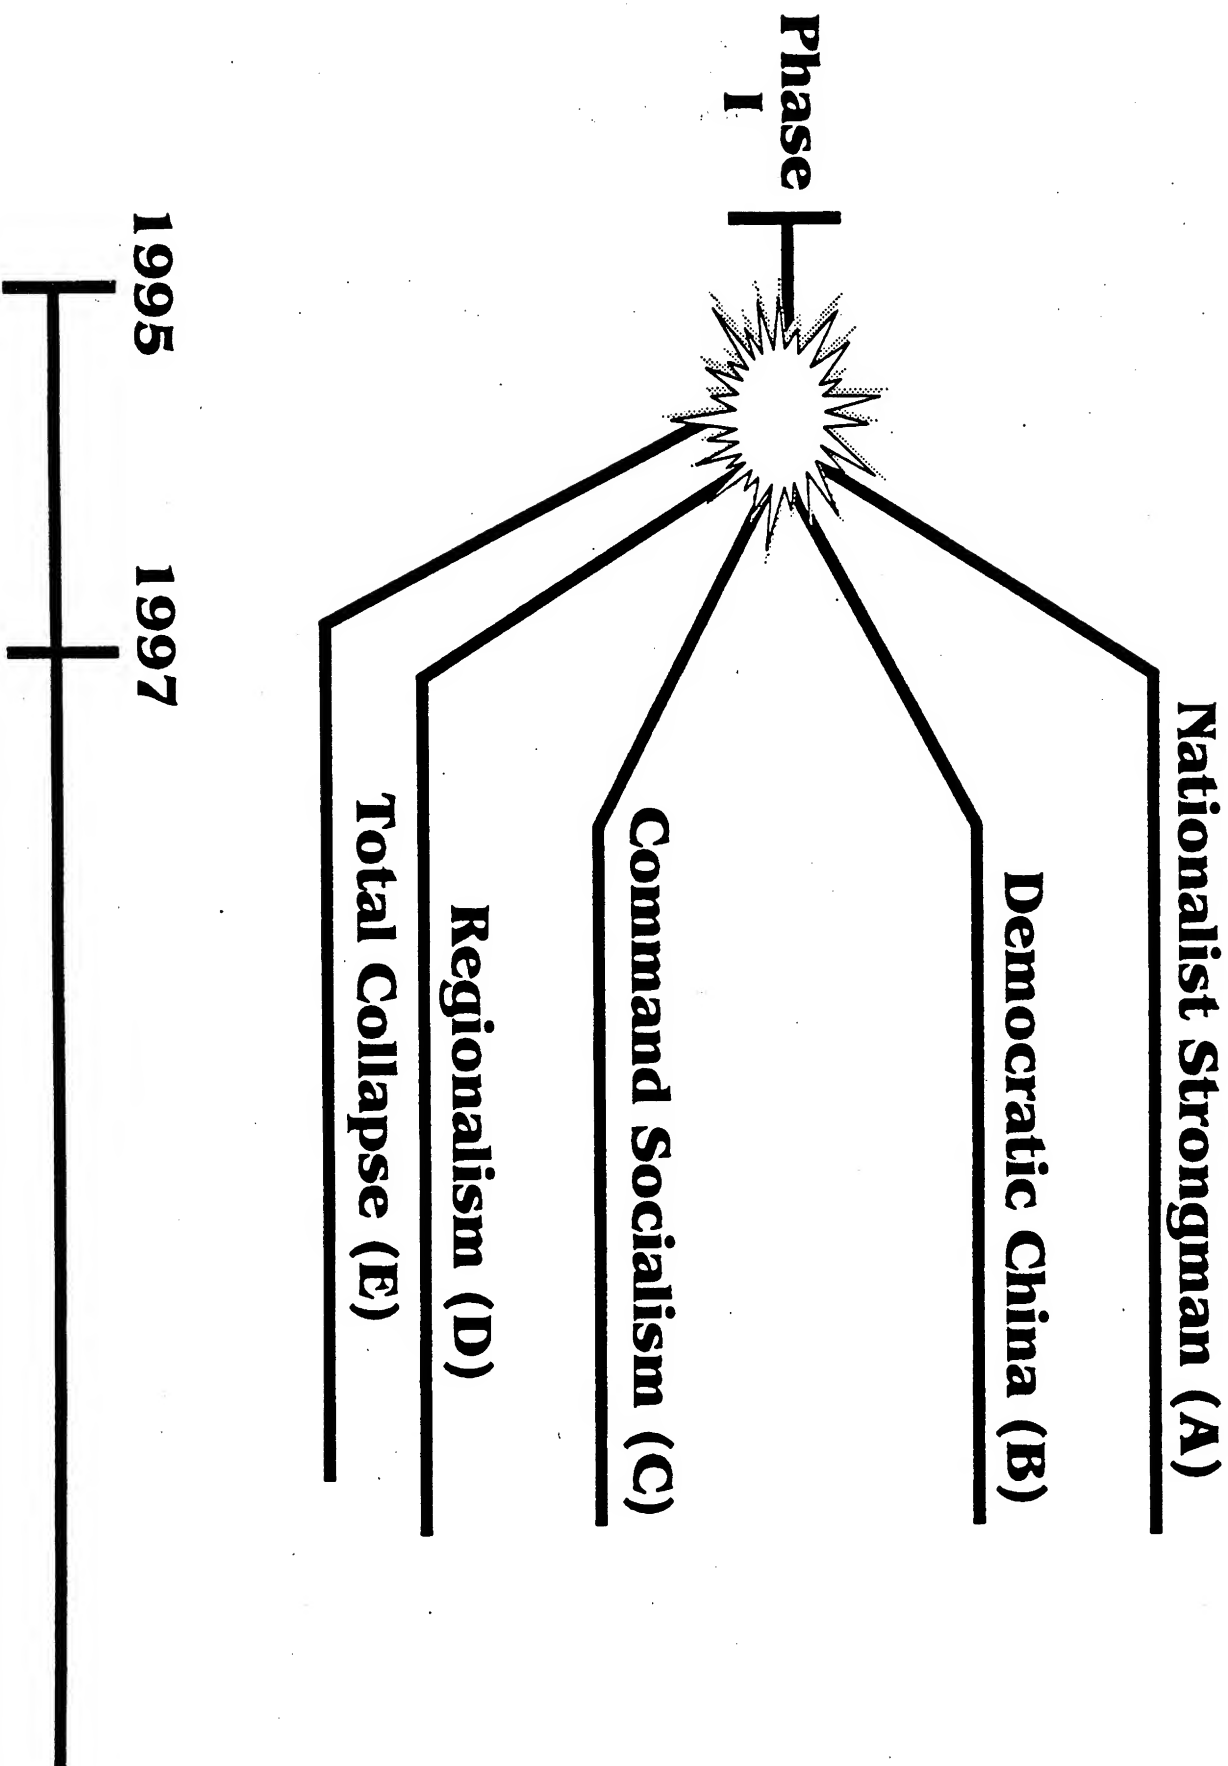 Nationalist Strongman (A)
Democratic China (B)
Phase
I
Command Socialism (C)
Regionalism (D)
Total Collapse (E)
1995
1997